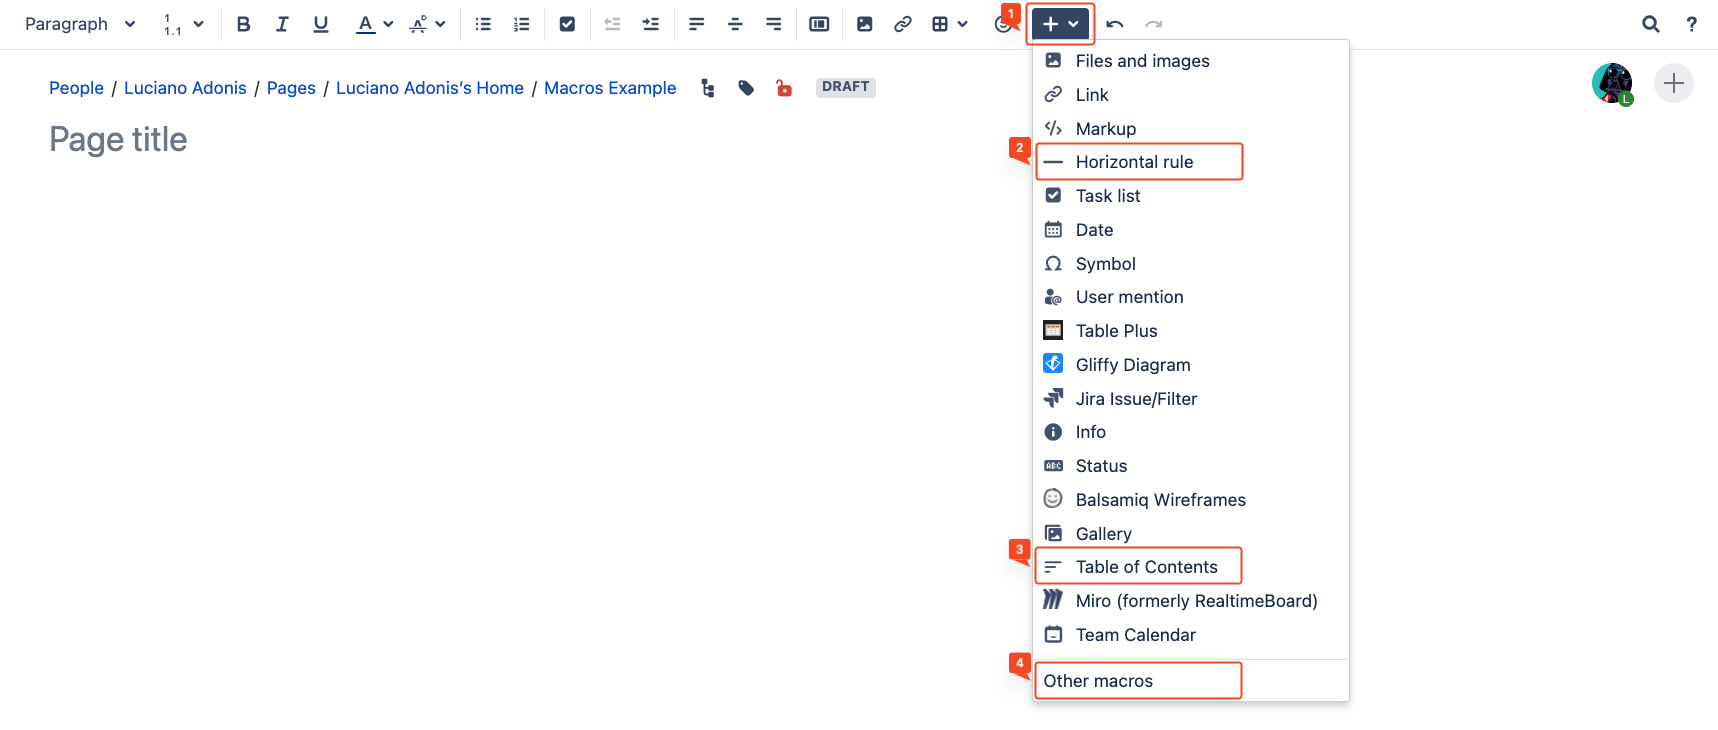 Paragraph 1 1.1 B I U A 1 ?
People / Luciano Adonis / Pages / Luciano Adonis's Home / Macros Example DRAFT L
Page title
Files and images
Link
Markup
2 Horizontal rule
Task list
Date
Symbol
User mention
Table Plus
Gliffy Diagram
Jira Issue/Filter
Info
ABC Status
Balsamiq Wireframes
Gallery
3 Table of Contents
Miro (formerly RealtimeBoard)
Team Calendar
4 Other macros